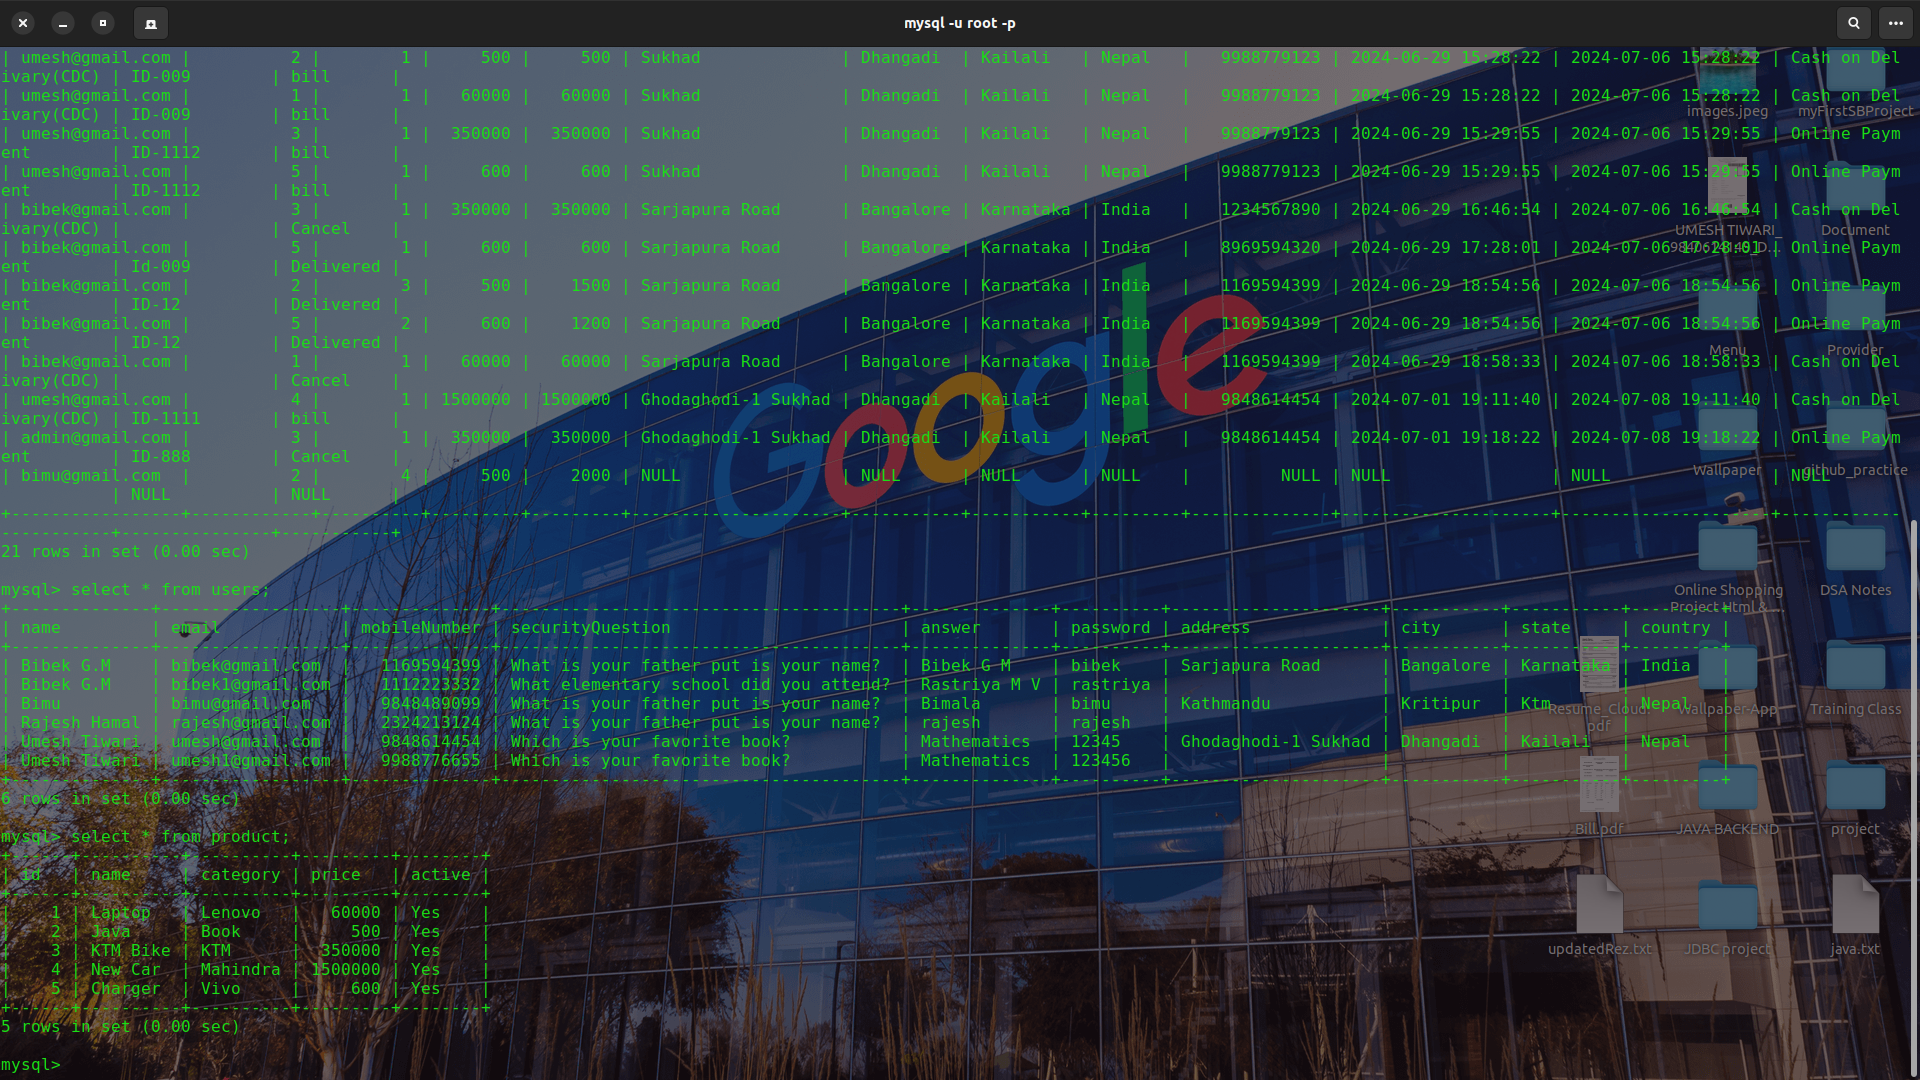 mysql -u root -p
| umesh@gmail.com |          2 |        1 |     500 |     500 | Sukhad              | Dhangadi  | Kailali   | Nepal   |   9988779123 | 2024-06-29 15:28:22 | 2024-07-06 15:28:22 | Cash on Del
ivary(CDC) | ID-009        | bill      |
| umesh@gmail.com |          1 |        1 |   60000 |   60000 | Sukhad              | Dhangadi  | Kailali   | Nepal   |   9988779123 | 2024-06-29 15:28:22 | 2024-07-06 15:28:22 | Cash on Del
ivary(CDC) | ID-009        | bill      |
| umesh@gmail.com |          3 |        1 |  350000 |  350000 | Sukhad              | Dhangadi  | Kailali   | Nepal   |   9988779123 | 2024-06-29 15:29:55 | 2024-07-06 15:29:55 | Online Paym
ent        | ID-1112       | bill      |
| umesh@gmail.com |          5 |        1 |     600 |     600 | Sukhad              | Dhangadi  | Kailali   | Nepal   |   9988779123 | 2024-06-29 15:29:55 | 2024-07-06 15:29:55 | Online Paym
ent        | ID-1112       | bill      |
| bibek@gmail.com |          3 |        1 |  350000 |  350000 | Sarjapura Road      | Bangalore | Karnataka | India   |   1234567890 | 2024-06-29 16:46:54 | 2024-07-06 16:46:54 | Cash on Del
ivary(CDC) |               | Cancel    |
| bibek@gmail.com |          5 |        1 |     600 |     600 | Sarjapura Road      | Bangalore | Karnataka | India   |   8969594320 | 2024-06-29 17:28:01 | 2024-07-06 17:28:01 | Online Paym
ent        | Id-009        | Delivered |
| bibek@gmail.com |          2 |        3 |     500 |    1500 | Sarjapura Road      | Bangalore | Karnataka | India   |   1169594399 | 2024-06-29 18:54:56 | 2024-07-06 18:54:56 | Online Paym
ent        | ID-12         | Delivered |
| bibek@gmail.com |          5 |        2 |     600 |    1200 | Sarjapura Road      | Bangalore | Karnataka | India   |   1169594399 | 2024-06-29 18:54:56 | 2024-07-06 18:54:56 | Online Paym
ent        | ID-12         | Delivered |
| bibek@gmail.com |          1 |        1 |   60000 |   60000 | Sarjapura Road      | Bangalore | Karnataka | India   |   1169594399 | 2024-06-29 18:58:33 | 2024-07-06 18:58:33 | Cash on Del
ivary(CDC) |               | Cancel    |
| umesh@gmail.com |          4 |        1 | 1500000 | 1500000 | Ghodaghodi-1 Sukhad | Dhangadi  | Kailali   | Nepal   |   9848614454 | 2024-07-01 19:11:40 | 2024-07-08 19:11:40 | Cash on Del
ivary(CDC) | ID-1111       | bill      |
| admin@gmail.com |          3 |        1 |  350000 |  350000 | Ghodaghodi-1 Sukhad | Dhangadi  | Kailali   | Nepal   |   9848614454 | 2024-07-01 19:18:22 | 2024-07-08 19:18:22 | Online Paym
ent        | ID-888        | Cancel    |
| bimu@gmail.com  |          2 |        4 |     500 |    2000 | NULL                | NULL      | NULL      | NULL    |         NULL | NULL                | NULL                | NULL
           | NULL          | NULL      |
21 rows in set (0.00 sec)
mysql> select * from users;
| name         | email            | mobileNumber | securityQuestion                       | answer       | password | address             | city      | state     | country |
| Bibek G.M    | bibek@gmail.com  |   1169594399 | What is your father put is your name?  | Bibek G M    | bibek    | Sarjapura Road      | Bangalore | Karnataka | India   |
| Bibek G.M    | bibek1@gmail.com |   1112223332 | What elementary school did you attend? | Rastriya M V | rastriya |                     |           |           |         |
| Bimu         | bimu@gmail.com   |   9848489099 | What is your father put is your name?  | Bimala       | bimu     | Kathmandu           | Kritipur  | Ktm       | Nepal   |
| Rajesh Hamal | rajesh@gmail.com |   2324213124 | What is your father put is your name?  | rajesh       | rajesh   |                     |           |           |         |
| Umesh Tiwari | umesh@gmail.com  |   9848614454 | Which is your favorite book?           | Mathematics  | 12345    | Ghodaghodi-1 Sukhad | Dhangadi  | Kailali   | Nepal   |
| Umesh Tiwari | umesh1@gmail.com |   9988776655 | Which is your favorite book?           | Mathematics  | 123456   |                     |           |           |         |
6 rows in set (0.00 sec)
mysql> select * from product;
| id   | name     | category | price   | active |
|    1 | Laptop   | Lenovo   |   60000 | Yes    |
|    2 | Java     | Book     |     500 | Yes    |
|    3 | KTM Bike | KTM      |  350000 | Yes    |
|    4 | New Car  | Mahindra | 1500000 | Yes    |
|    5 | Charger  | Vivo     |     600 | Yes    |
5 rows in set (0.00 sec)
mysql>
Google
images.jpeg
myFirstSBProject
UMESH TIWARI_
Document
Menu
Provider
Wallpaper
github_practice
Online Shopping
Project Html &...
DSA Notes
Resume_Cloud.
pdf
Wallpaper-App
Training Class
Bill.pdf
JAVA BACKEND
project
updatedRez.txt
JDBC project
java.txt